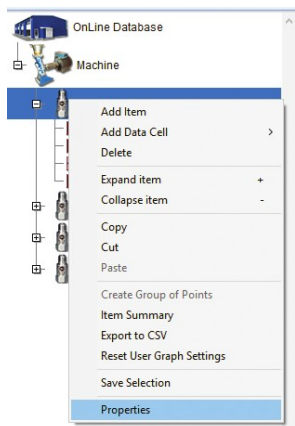 OnLine Database
Machine
Add Item
Add Data Cell >
Delete
Expand item +
Collapse item -
Copy
Cut
Paste
Create Group of Points
Item Summary
Export to CSV
Reset User Graph Settings
Save Selection
Properties